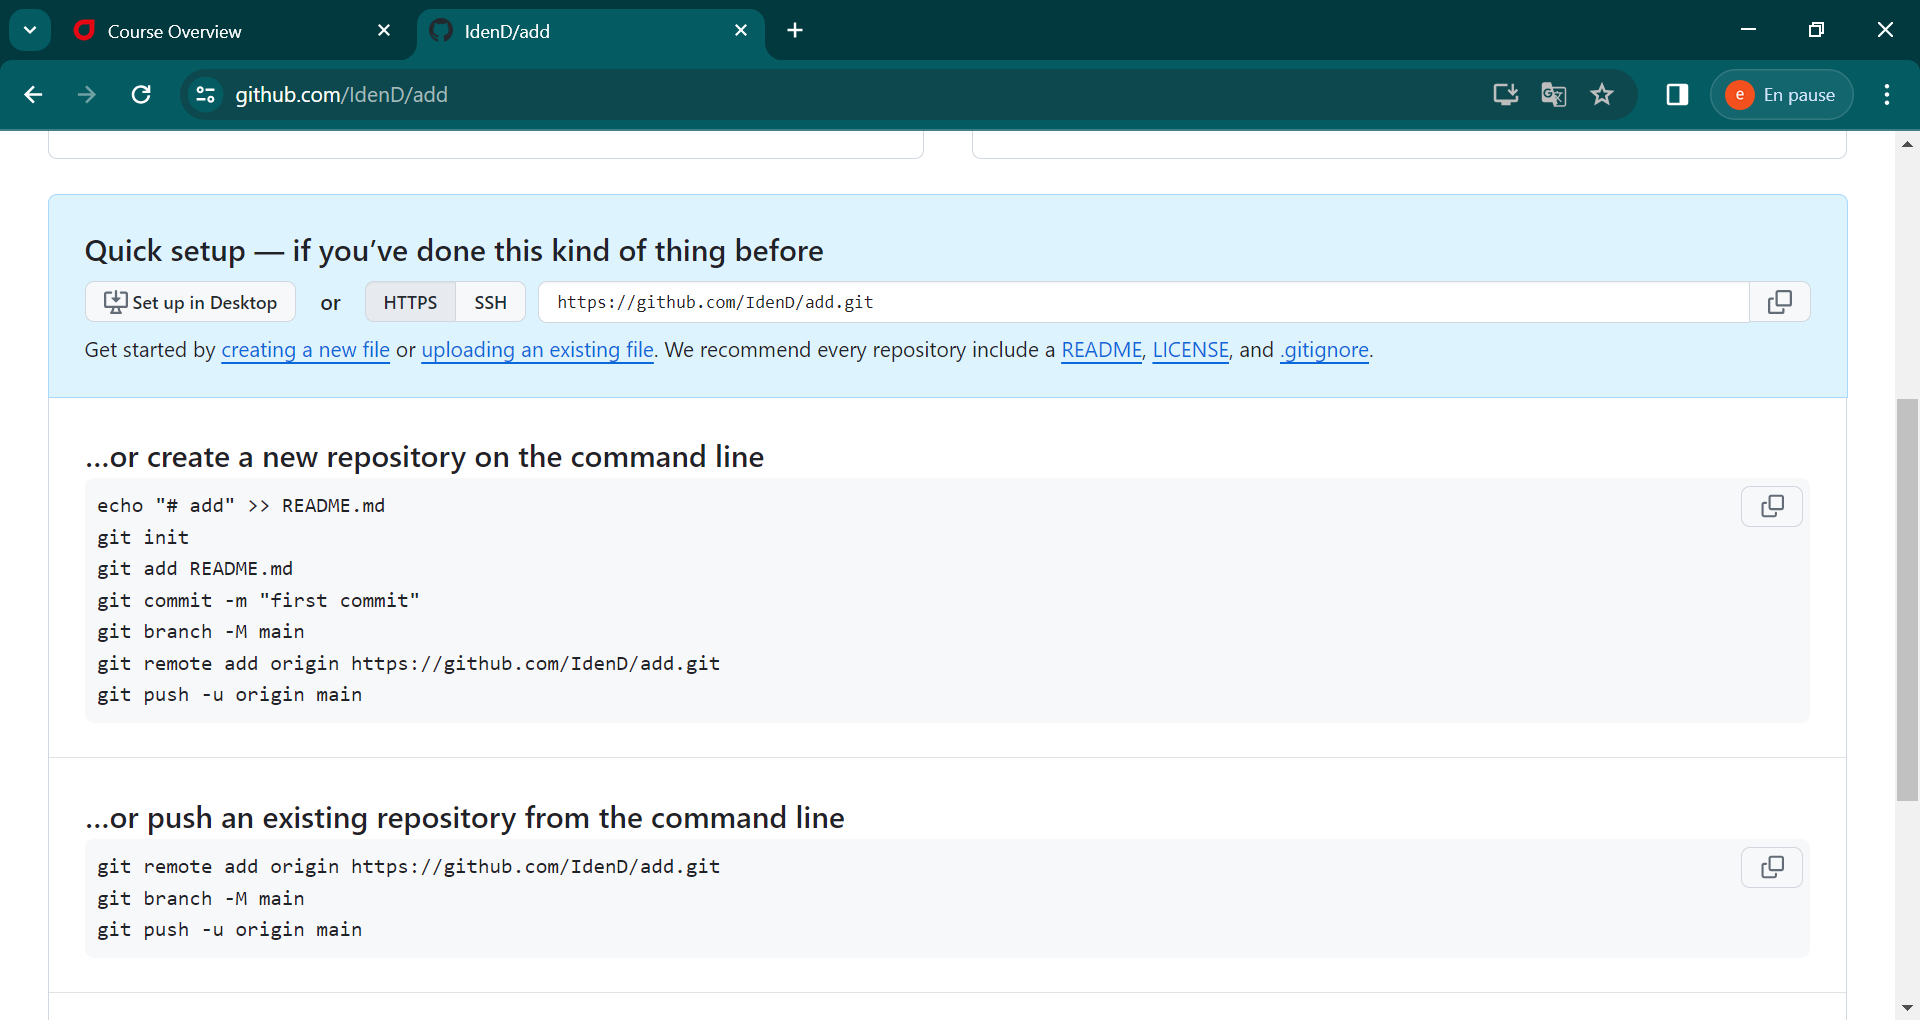 Course Overview
IdenD/add
github.com/IdenD/add
e En pause
Quick setup — if you’ve done this kind of thing before
Set up in Desktop or HTTPS SSH https://github.com/IdenD/add.git
Get started by creating a new file or uploading an existing file. We recommend every repository include a README, LICENSE, and .gitignore.
…or create a new repository on the command line
echo "# add" >> README.md
git init
git add README.md
git commit -m "first commit"
git branch -M main
git remote add origin https://github.com/IdenD/add.git
git push -u origin main
…or push an existing repository from the command line
git remote add origin https://github.com/IdenD/add.git
git branch -M main
git push -u origin main